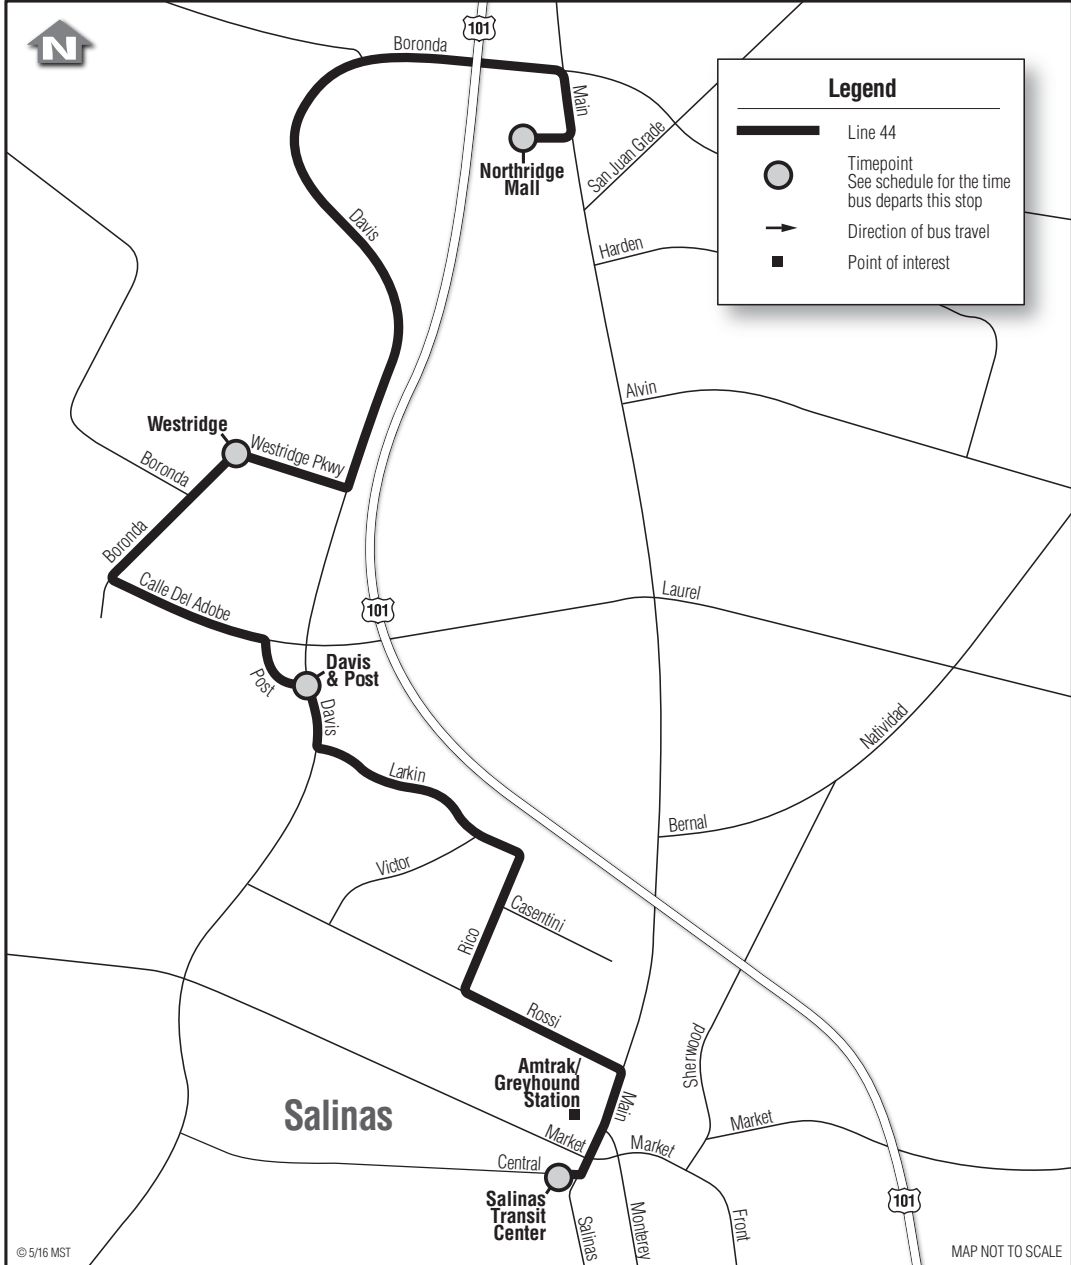 N
101
Boronda
Main
Northridge
Mall
San Juan Grade
Legend
Line 44
Timepoint
See schedule for the time
bus departs this stop
Direction of bus travel
Point of interest
Harden
Davis
Alvin
Westridge
Westridge Pkwy
Boronda
Boronda
Calle Del Adobe
Laurel
101
Post
Davis
& Post
Davis
Natividad
Larkin
Bernal
Victor
Casentini
Rico
Rossi
Sherwood
Amtrak/
Greyhound
Station
Main
Salinas
Market
Market
Market
Central
Salinas
Transit
Center
Salinas
Monterey
Front
101
© 5/16 MST
MAP NOT TO SCALE